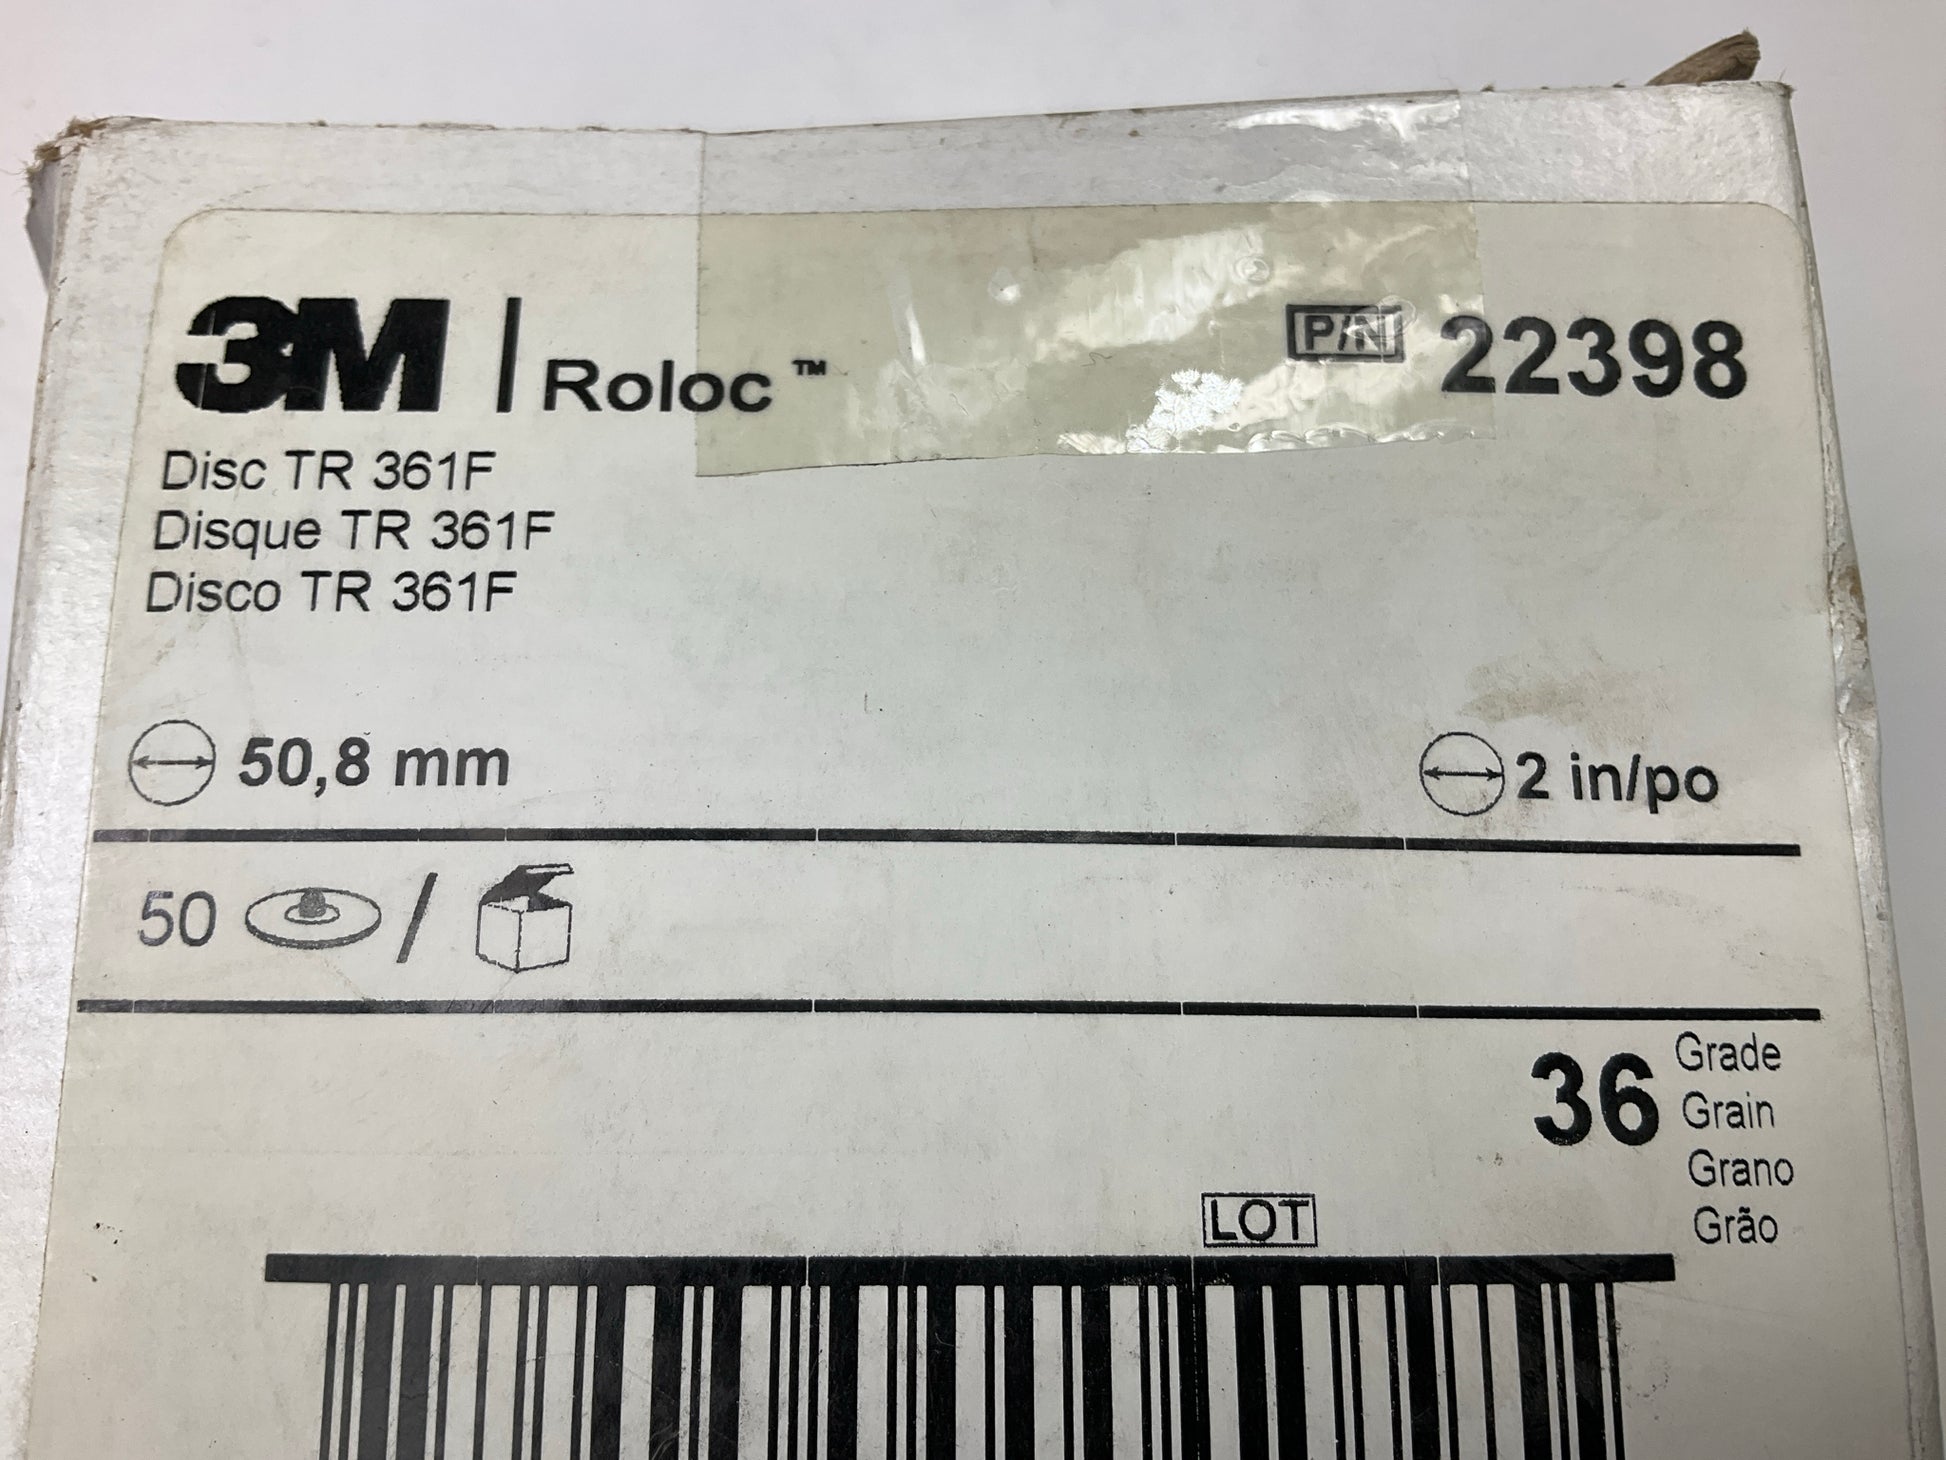 3M | Roloc™
P/N 22398
Disc TR 361F
Disque TR 361F
Disco TR 361F
50,8 mm
2 in/po
50 /
36 Grade
Grain
Grano
Grão
LOT